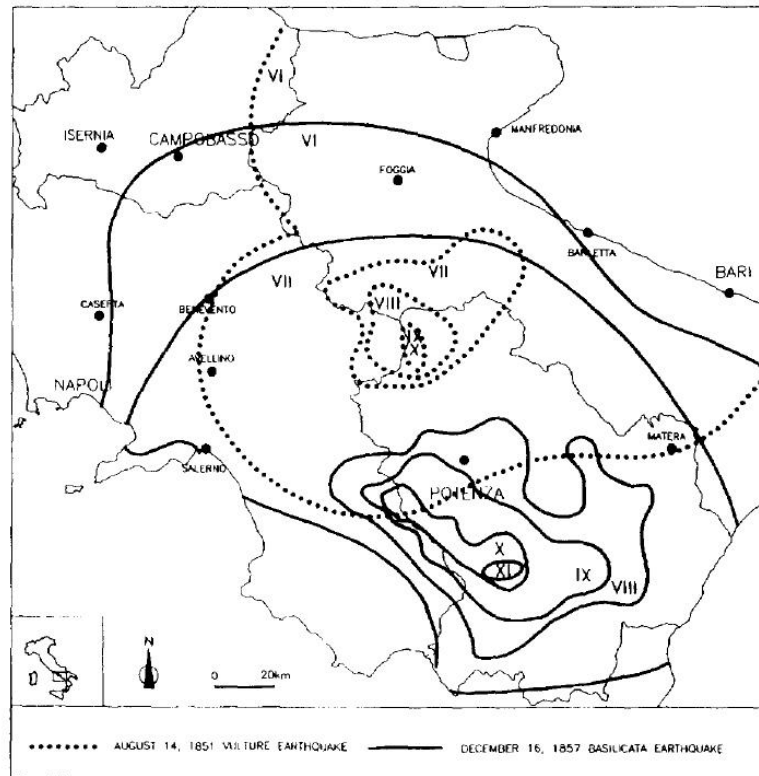 VI
ISERNIA
CAMPOBASSO
VI
MANFREDONIA
FOGGIA
VII
VII
BARLETTA
BARI
CASERTA
BENEVENTO
VIII
IX
X
AVELLINO
NAPOLI
SALERNO
MATERA
POTENZA
X
XI
IX
VIII
N
0 20km
AUGUST 14, 1851 VULTURE EARTHQUAKE
DECEMBER 16, 1857 BASILICATA EARTHQUAKE